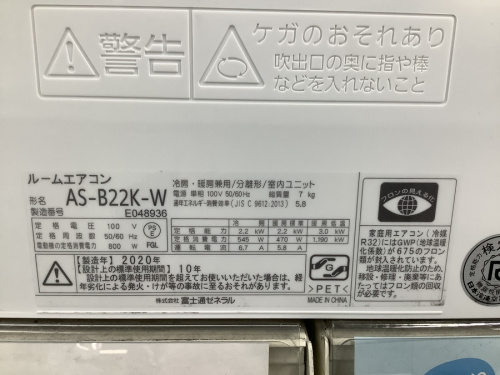 警告
ケガのおそれあり
吹出口の奥に指や棒
などを入れないこと
ルームエアコン
形名 AS-B22K-W
製造番号 E048936
冷房・暖房兼用/分離形/室内ユニット
電源 単相 100V 50/60Hz 総質量 7 kg
通年エネルギー消費効率(JIS C 9612:2013) 5.8
定格電圧 100 V
定格周波数 50/60 Hz
電動機の定格消費電力 800 W
PS E
FGL
冷房 暖房標準 暖房低温
定格能力 2.2 kW 2.2 kW 3.0 kW
定格消費電力 545 W 470 W 1,190 kW
運転電流 6.7 A 5.8 A
【製造年】2020年
【設計上の標準使用期間】10年
設計上の標準使用期間を超えてお使いいただいた場合は、経
年劣化による発火・けが等の事故に至るおそれがあります。
株式会社 富士通ゼネラル
G
>PET<
MADE IN CHINA
フロンの見える化
家庭用エアコン(冷媒
R32)にはGWP(地球温
暖化係数)が675のフロン
類が封入されています。
地球温暖化防止のため、
移設・修理・廃棄等にあ
たってはフロン類の回収
が必要です。